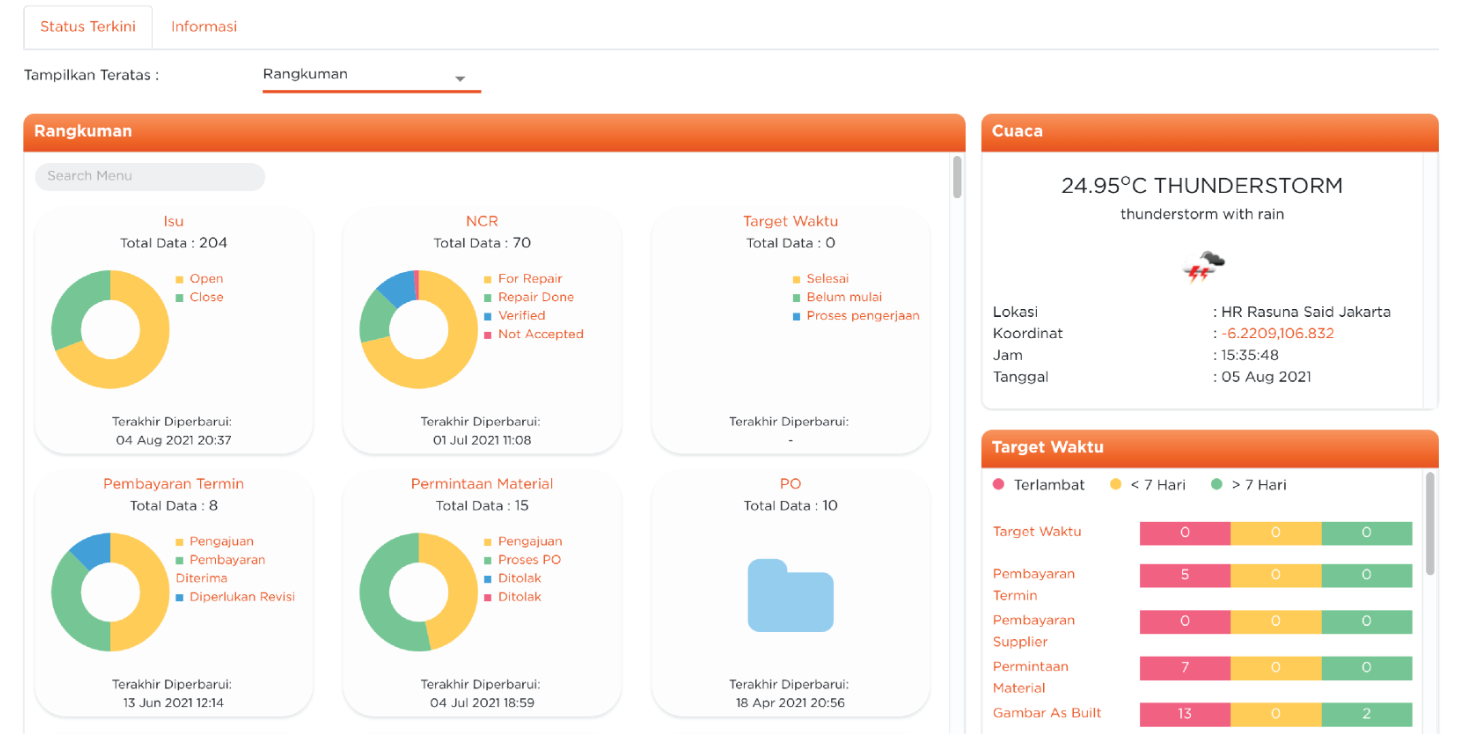 Status Terkini
Informasi
Tampilkan Teratas :
Rangkuman
Rangkuman
Search Menu
Isu
Total Data : 204
Open
Close
Terakhir Diperbarui:
04 Aug 2021 20:37
NCR
Total Data : 70
For Repair
Repair Done
Verified
Not Accepted
Terakhir Diperbarui:
01 Jul 2021 11:08
Target Waktu
Total Data : 0
Selesai
Belum mulai
Proses pengerjaan
Terakhir Diperbarui:
-
Pembayaran Termin
Total Data : 8
Pengajuan
Pembayaran
Diterima
Diperlukan Revisi
Terakhir Diperbarui:
13 Jun 2021 12:14
Permintaan Material
Total Data : 15
Pengajuan
Proses PO
Ditolak
Ditolak
Terakhir Diperbarui:
04 Jul 2021 18:59
PO
Total Data : 10
Terakhir Diperbarui:
18 Apr 2021 20:56
Cuaca
24.95°C THUNDERSTORM
thunderstorm with rain
Lokasi : HR Rasuna Said Jakarta
Koordinat : -6.2209,106.832
Jam : 15:35:48
Tanggal : 05 Aug 2021
Target Waktu
Terlambat < 7 Hari > 7 Hari
Target Waktu 0 0 0
Pembayaran 5 0 0
Termin
Pembayaran 0 0 0
Supplier
Permintaan 7 0 0
Material
Gambar As Built 13 0 2